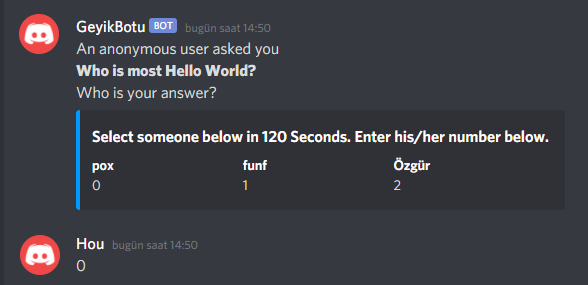 GeyikBotu BOT bugün saat 14:50
An anonymous user asked you
Who is most Hello World?
Who is your answer?
Select someone below in 120 Seconds. Enter his/her number below.
pox funf Özgür
0 1 2
Hou bugün saat 14:50
0